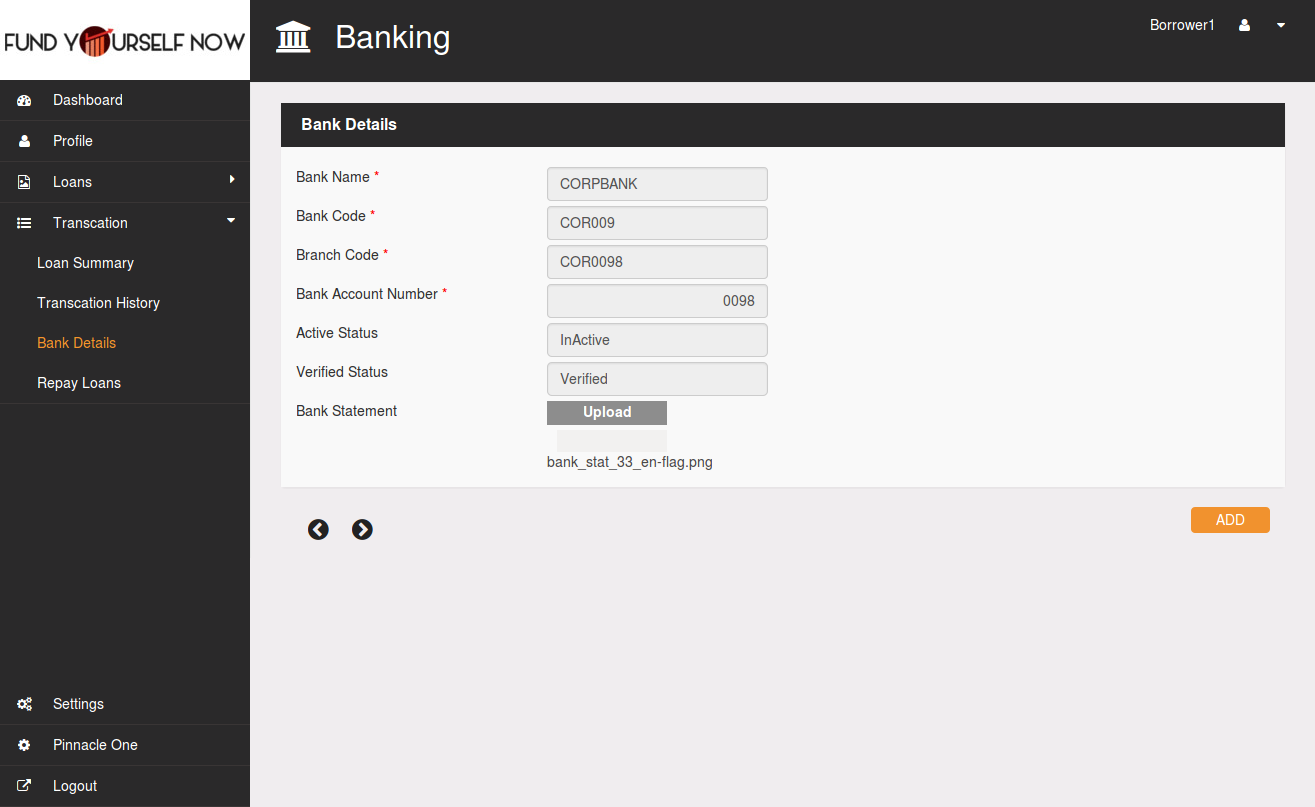 FUND YOURSELF NOW
Banking
Borrower1
Dashboard
Profile
Loans
Transcation
Loan Summary
Transcation History
Bank Details
Repay Loans
Settings
Pinnacle One
Logout
Bank Details
Bank Name * CORPBANK
Bank Code * COR009
Branch Code * COR0098
Bank Account Number * 0098
Active Status InActive
Verified Status Verified
Bank Statement Upload
bank_stat_33_en-flag.png
ADD